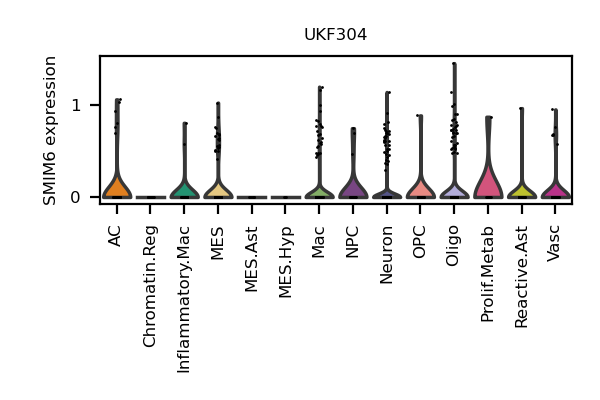 UKF304
SMIM6 expression
1
0
AC
Chromatin.Reg
Inflammatory.Mac
MES
MES.Ast
MES.Hyp
Mac
NPC
Neuron
OPC
Oligo
Prolif.Metab
Reactive.Ast
Vasc